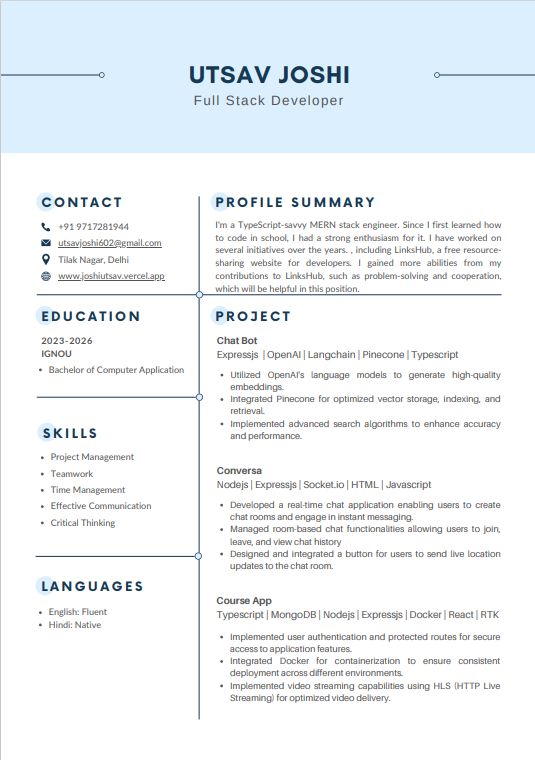 UTSAV JOSHI
Full Stack Developer
CONTACT
+91 9717281944
utsavjoshi602@gmail.com
Tilak Nagar, Delhi
www.joshiutsav.vercel.app
EDUCATION
2023-2026
IGNOU
• Bachelor of Computer Application
SKILLS
• Project Management
• Teamwork
• Time Management
• Effective Communication
• Critical Thinking
LANGUAGES
• English: Fluent
• Hindi: Native
PROFILE SUMMARY
I'm a TypeScript-savvy MERN stack engineer. Since I first learned how
to code in school, I had a strong enthusiasm for it. I have worked on
several initiatives over the years. , including LinksHub, a free resource-
sharing website for developers. I gained more abilities from my
contributions to LinksHub, such as problem-solving and cooperation,
which will be helpful in this position.
PROJECT
Chat Bot
Expressjs | OpenAI | Langchain | Pinecone | Typescript
• Utilized OpenAI's language models to generate high-quality
embeddings.
• Integrated Pinecone for optimized vector storage, indexing, and
retrieval.
• Implemented advanced search algorithms to enhance accuracy
and performance.
Conversa
Nodejs | Expressjs | Socket.io | HTML | Javascript
• Developed a real-time chat application enabling users to create
chat rooms and engage in instant messaging.
• Managed room-based chat functionalities allowing users to join,
leave, and view chat history
• Designed and integrated a button for users to send live location
updates to the chat room.
Course App
Typescript | MongoDB | Nodejs | Expressjs | Docker | React | RTK
• Implemented user authentication and protected routes for secure
access to application features.
• Integrated Docker for containerization to ensure consistent
deployment across different environments.
• Implemented video streaming capabilities using HLS (HTTP Live
Streaming) for optimized video delivery.